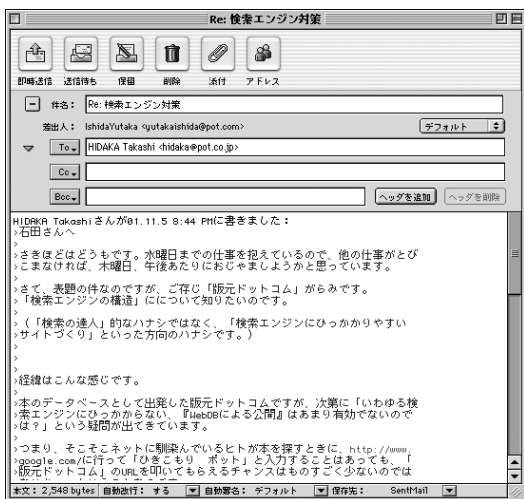 Re: 検索エンジン対策
即時送信 送信待ち 保留 削除 添付 アドレス
件名： Re: 検索エンジン対策
差出人： IshidaYutaka <yutakaishida@pot.com> デフォルト
To HIDAKA Takashi <hidaka@pot.co.jp>
Cc
Bcc ヘッダを追加 ヘッダを削除
HIDAKA Takashiさんが01.11.5 8:44 PMに書きました：
>石田さんへ
>
>さきほどはどうもです。水曜日までの仕事を抱えているので、他の仕事がとび
>こまなければ、木曜日、午後あたりにおじゃましようかと思っています。
>
>さて、表題の件なのですが、ご存じ「版元ドットコム」がらみです。
>「検索エンジンの構造」にについて知りたいのです。
>
>（「検索の達人」的なハナシではなく、「検索エンジンにひっかかりやすい
>サイトづくり」といった方向のハナシです。）
>
>
>
>経緯はこんな感じです。
>
>本のデータベースとして出発した版元ドットコムですが、次第に「いわゆる検
>索エンジンにひっかからない、『WebDBによる公開』はあまり有効でないので
>は？」という疑問が出てきています。
>
>つまり、そこそこネットに馴染んでいるヒトが本を探すときに、http://www.
>google.com/に行って「ひきこもり　ポット」と入力することはあっても、「
>版元ドットコム」のURLを叩いてもらえるチャンスはものすごく少ないのでは
本文： 2,548 bytes 自動改行： する 自動署名： デフォルト 保存先： SentMail